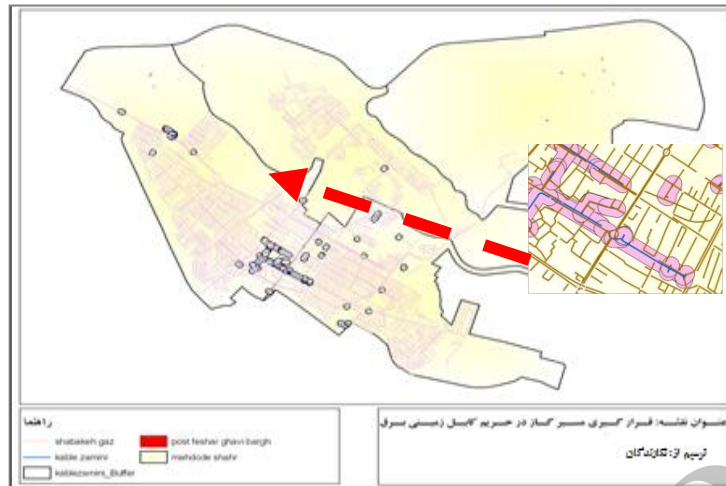 راهنما
shabakeh gaz
post feshar ghavi bargh
kable zamini
mahdode shahr
kablezamini_Buffer
عنوان نقشه: قرار گیری مسیر گاز در حریم کابل زمینی برق
ترسیم از: نگارندگان